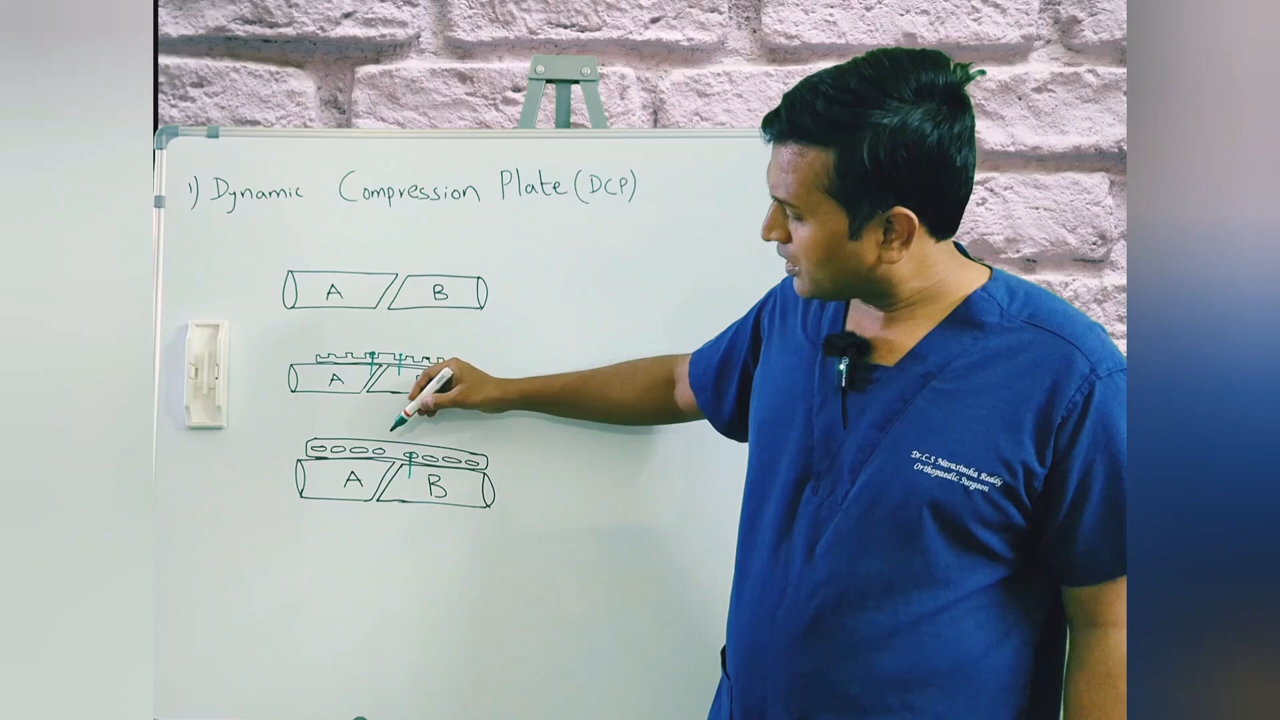 1) Dynamic Compression Plate (DCP)
A B
A
A B
Dr.C.S Narasimha Reddy
Orthopaedic Surgeon